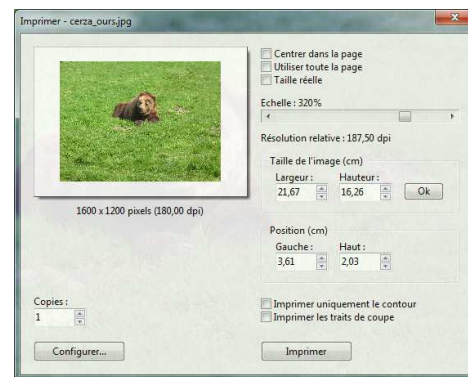 Imprimer - cerza_ours.jpg
Centrer dans la page
Utiliser toute la page
Taille réelle
Echelle : 320%
Résolution relative : 187,50 dpi
Taille de l'image (cm)
Largeur : Hauteur :
21,67 16,26 Ok
1600 x 1200 pixels (180,00 dpi)
Position (cm)
Gauche : Haut :
3,61 2,03
Copies :
1
Imprimer uniquement le contour
Imprimer les traits de coupe
Configurer...
Imprimer